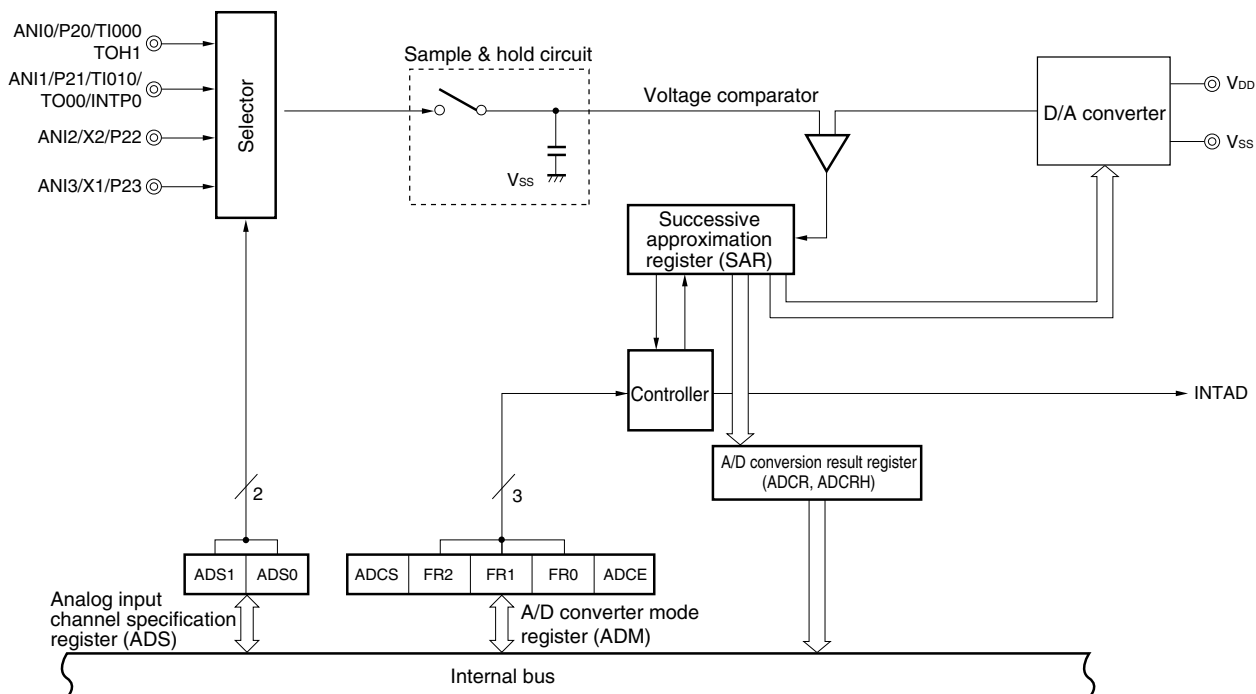 ANI0/P20/TI000
TOH1
ANI1/P21/TI010/
TO00/INTP0
ANI2/X2/P22
ANI3/X1/P23
Selector
Sample & hold circuit
VSS
Voltage comparator
D/A converter
VDD
VSS
Successive
approximation
register (SAR)
Controller
INTAD
A/D conversion result register
(ADCR, ADCRH)
2
3
ADS1
ADS0
ADCS
FR2
FR1
FR0
ADCE
Analog input
channel specification
register (ADS)
A/D converter mode
register (ADM)
Internal bus